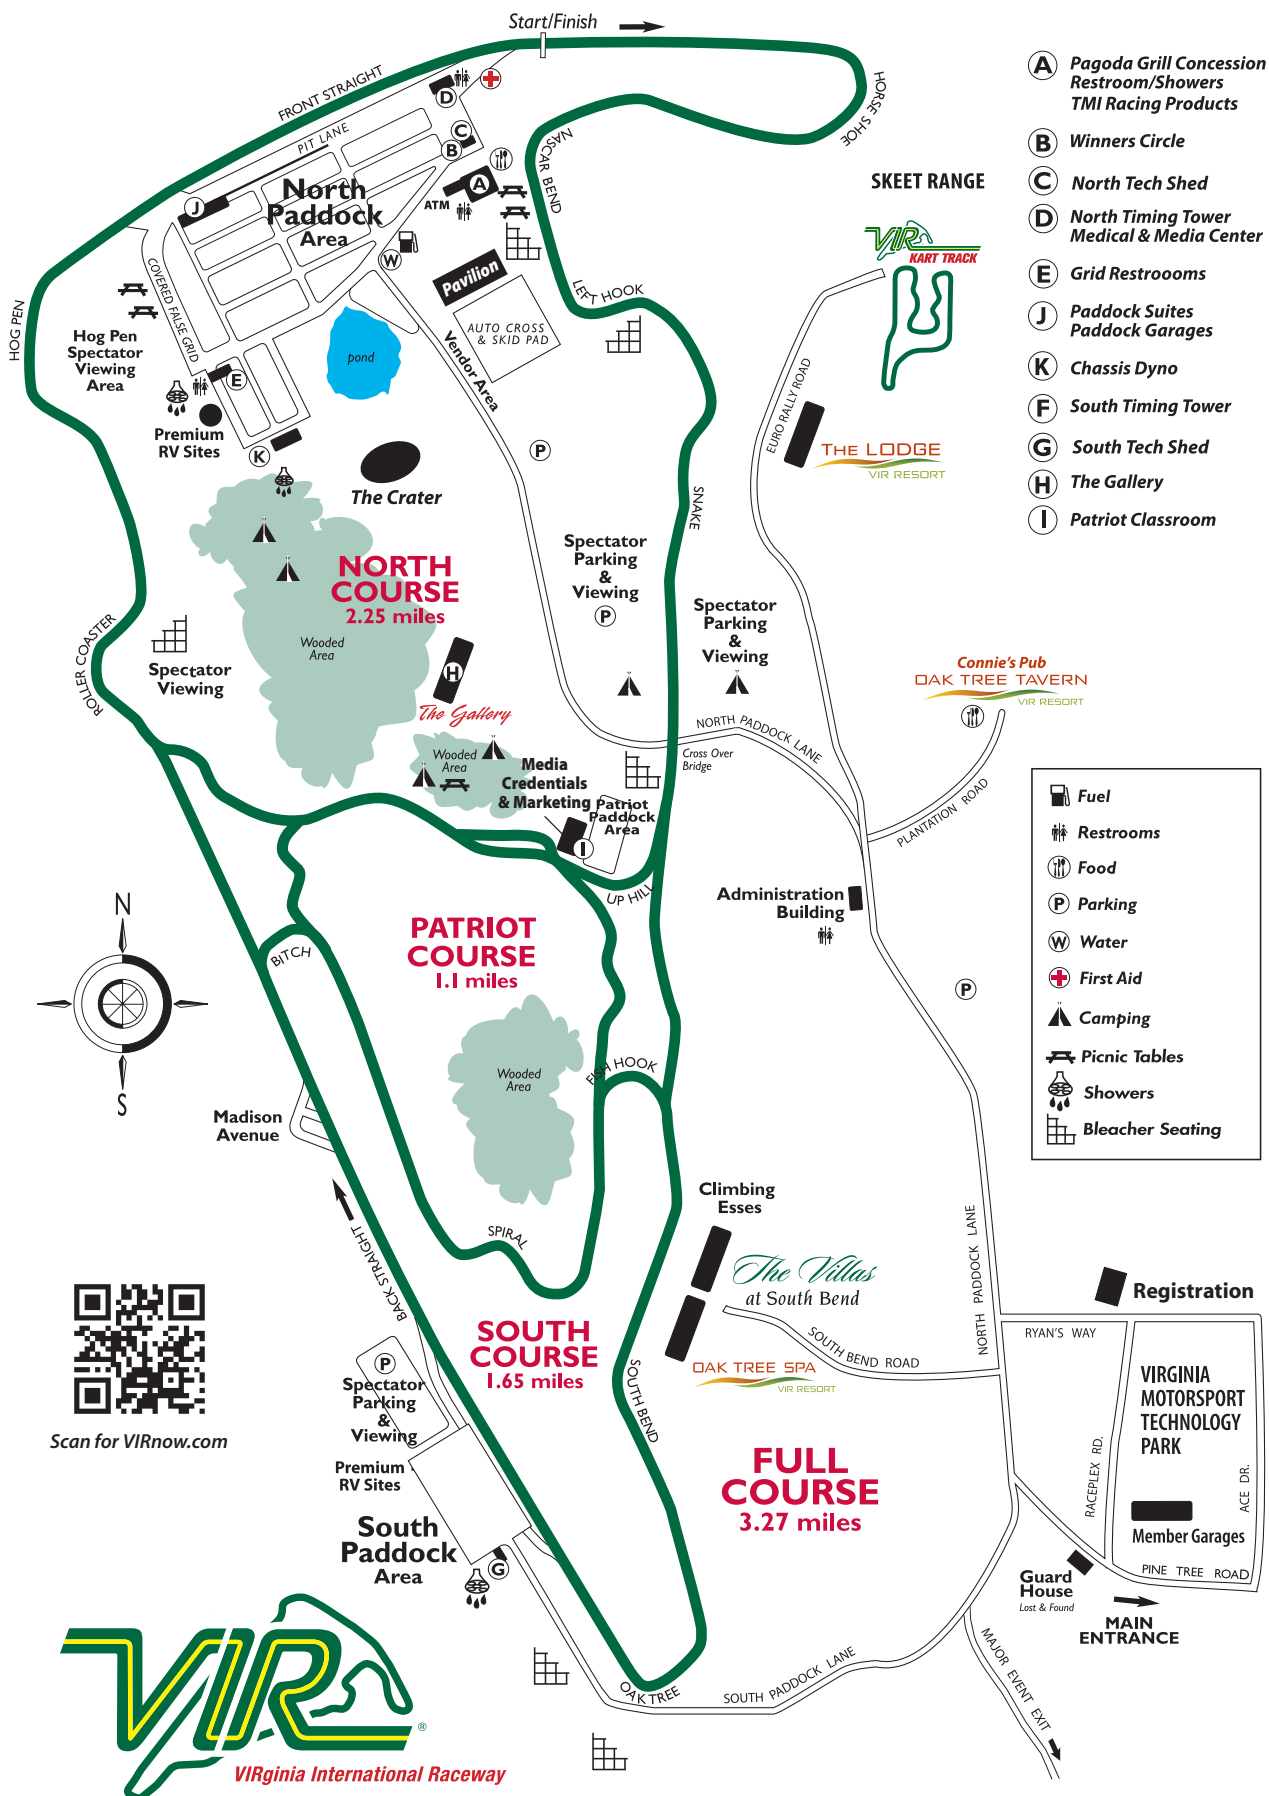 Start/Finish
FRONT STRAIGHT
PIT LANE
HORSE SHOE
NASCAR BEND
D
C
B
A
J
North
Paddock
Area
ATM
W
Pavilion
AUTO CROSS
& SKID PAD
Vendor Area
LEFT HOOK
HOG PEN
COVERED FALSE GRID
Hog Pen
Spectator
Viewing
Area
pond
E
Premium
RV Sites
K
The Crater
P
SNAKE
SKEET RANGE
VIR
KART TRACK
EURO RALLY ROAD
THE LODGE
VIR RESORT
A Pagoda Grill Concession
Restroom/Showers
TMI Racing Products
B Winners Circle
C North Tech Shed
D North Timing Tower
Medical & Media Center
E Grid Restroooms
J Paddock Suites
Paddock Garages
K Chassis Dyno
F South Timing Tower
G South Tech Shed
H The Gallery
I Patriot Classroom
NORTH
COURSE
2.25 miles
Spectator
Parking
&
Viewing
P
Spectator
Parking
&
Viewing
Wooded
Area
ROLLER COASTER
Spectator
Viewing
H
The Gallery
Connie's Pub
OAK TREE TAVERN
VIR RESORT
NORTH PADDOCK LANE
Cross Over
Bridge
PLANTATION ROAD
Wooded
Area
Media
Credentials
& Marketing
Patriot
Paddock
Area
I
UP HILL
Administration
Building
P
Fuel
Restrooms
Food
P Parking
W Water
First Aid
Camping
Picnic Tables
Showers
Bleacher Seating
N
S
BITCH
PATRIOT
COURSE
1.1 miles
Wooded
Area
FISH HOOK
Madison
Avenue
SPIRAL
BACK STRAIGHT
Climbing
Esses
The Villas
at South Bend
NORTH PADDOCK LANE
SOUTH BEND ROAD
OAK TREE SPA
VIR RESORT
Registration
RYAN'S WAY
VIRGINIA
MOTORSPORT
TECHNOLOGY
PARK
RACEPLEX RD.
ACE DR.
Member Garages
PINE TREE ROAD
Guard
House
Lost & Found
MAIN
ENTRANCE
SOUTH
COURSE
1.65 miles
SOUTH BEND
FULL
COURSE
3.27 miles
P
Spectator
Parking
&
Viewing
Premium
RV Sites
South
Paddock
Area
G
Scan for VIRnow.com
OAK TREE
SOUTH PADDOCK LANE
MAJOR EVENT EXIT
VIR
®
VIRginia International Raceway